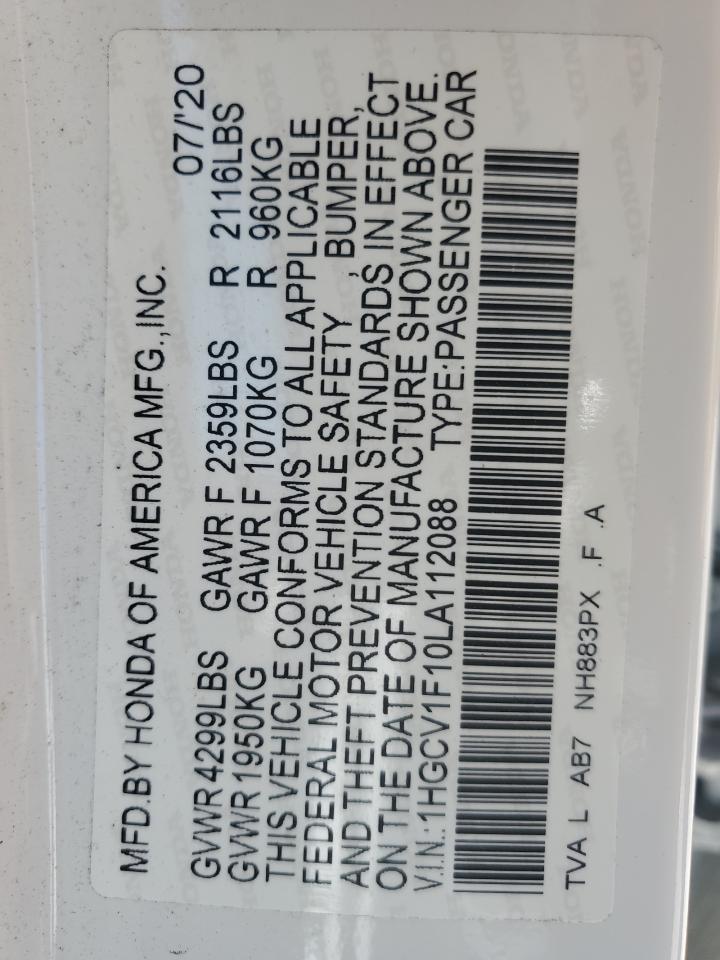 MFD.BY HONDA OF AMERICA MFG.,INC. 07/'20
GVWR 4299LBS GAWR F 2359LBS R 2116LBS
GVWR 1950KG GAWR F 1070KG R 960KG
THIS VEHICLE CONFORMS TO ALL APPLICABLE
FEDERAL MOTOR VEHICLE SAFETY , BUMPER,
AND THEFT PREVENTION STANDARDS IN EFFECT
ON THE DATE OF MANUFACTURE SHOWN ABOVE.
V.I.N.:1HGCV1F10LA112088 TYPE:PASSENGER CAR
TVA L AB7 NH883PX .F .A